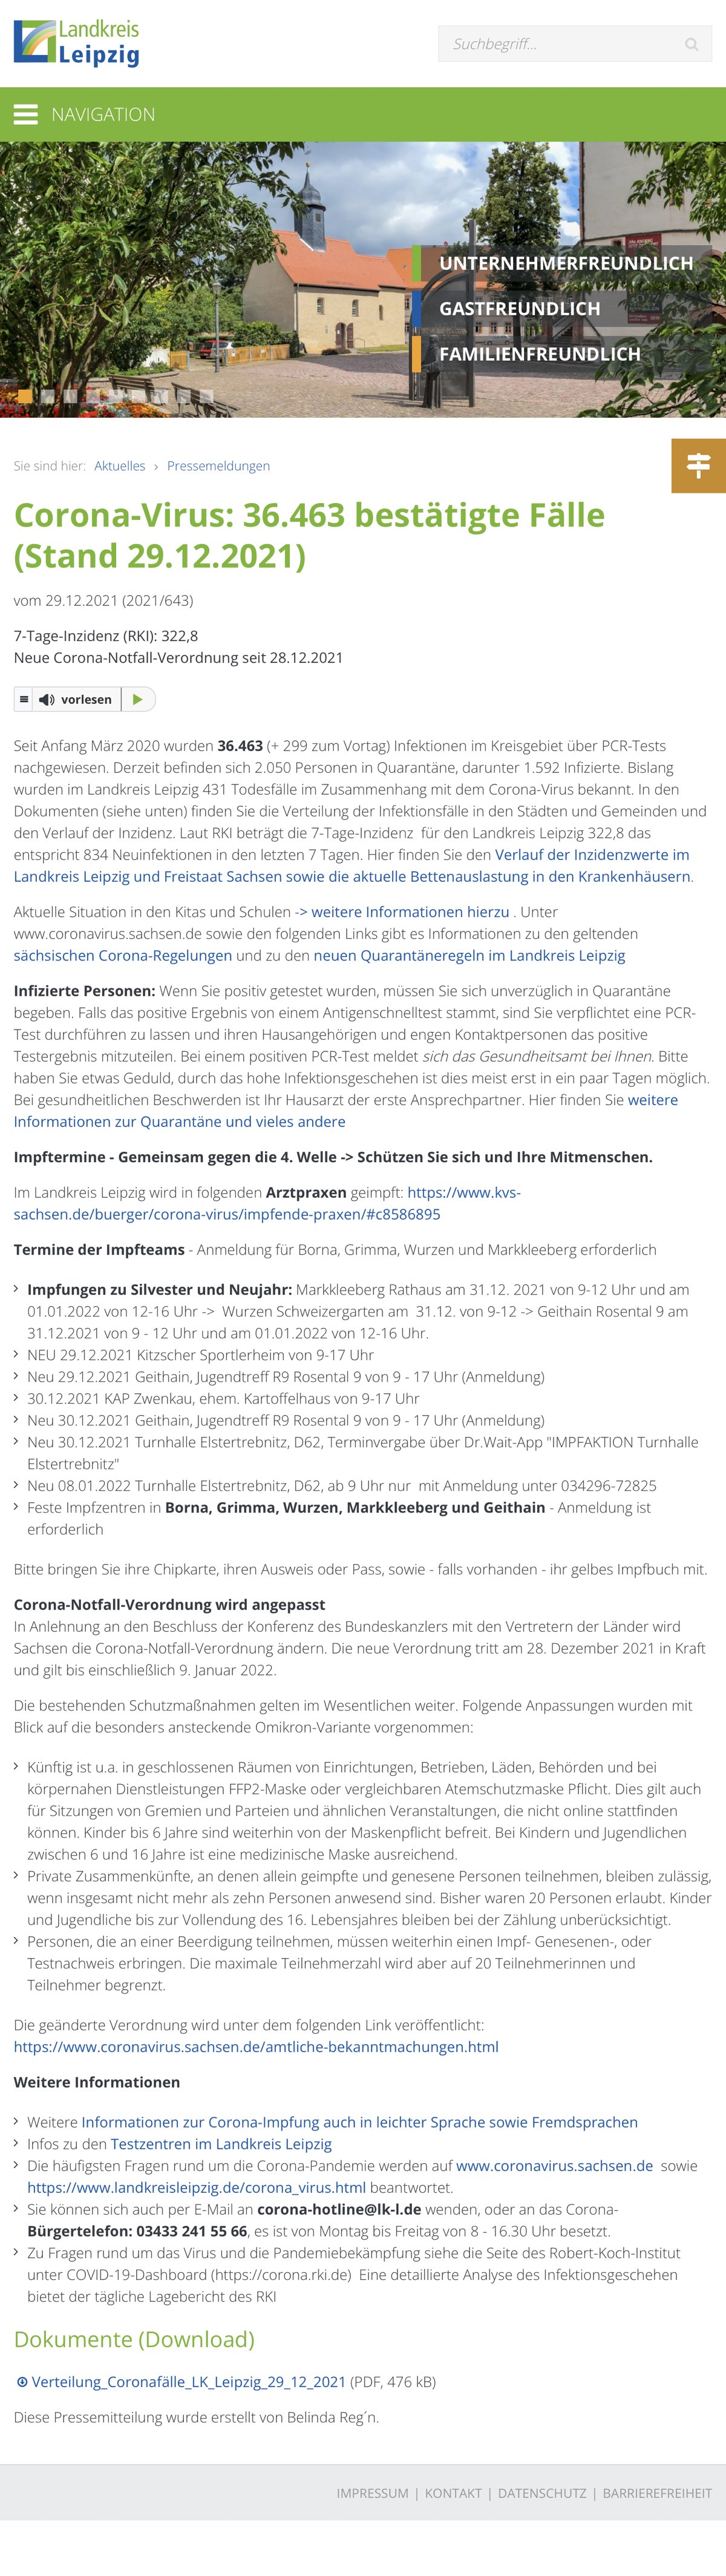 Landkreis
Leipzig
Suchbegriff...
NAVIGATION
UNTERNEHMERFREUNDLICH
GASTFREUNDLICH
FAMILIENFREUNDLICH
Sie sind hier: Aktuelles › Pressemeldungen
Corona-Virus: 36.463 bestätigte Fälle
(Stand 29.12.2021)
vom 29.12.2021 (2021/643)
7-Tage-Inzidenz (RKI): 322,8
Neue Corona-Notfall-Verordnung seit 28.12.2021
vorlesen
Seit Anfang März 2020 wurden 36.463 (+ 299 zum Vortag) Infektionen im Kreisgebiet über PCR-Tests
nachgewiesen. Derzeit befinden sich 2.050 Personen in Quarantäne, darunter 1.592 Infizierte. Bislang
wurden im Landkreis Leipzig 431 Todesfälle im Zusammenhang mit dem Corona-Virus bekannt. In den
Dokumenten (siehe unten) finden Sie die Verteilung der Infektionsfälle in den Städten und Gemeinden und
den Verlauf der Inzidenz. Laut RKI beträgt die 7-Tage-Inzidenz für den Landkreis Leipzig 322,8 das
entspricht 834 Neuinfektionen in den letzten 7 Tagen. Hier finden Sie den Verlauf der Inzidenzwerte im
Landkreis Leipzig und Freistaat Sachsen sowie die aktuelle Bettenauslastung in den Krankenhäusern.
Aktuelle Situation in den Kitas und Schulen -> weitere Informationen hierzu . Unter
www.coronavirus.sachsen.de sowie den folgenden Links gibt es Informationen zu den geltenden
sächsischen Corona-Regelungen und zu den neuen Quarantäneregeln im Landkreis Leipzig
Infizierte Personen: Wenn Sie positiv getestet wurden, müssen Sie sich unverzüglich in Quarantäne
begeben. Falls das positive Ergebnis von einem Antigenschnelltest stammt, sind Sie verpflichtet eine PCR-
Test durchführen zu lassen und ihren Hausangehörigen und engen Kontaktpersonen das positive
Testergebnis mitzuteilen. Bei einem positiven PCR-Test meldet sich das Gesundheitsamt bei Ihnen. Bitte
haben Sie etwas Geduld, durch das hohe Infektionsgeschehen ist dies meist erst in ein paar Tagen möglich.
Bei gesundheitlichen Beschwerden ist Ihr Hausarzt der erste Ansprechpartner. Hier finden Sie weitere
Informationen zur Quarantäne und vieles andere
Impftermine - Gemeinsam gegen die 4. Welle -> Schützen Sie sich und Ihre Mitmenschen.
Im Landkreis Leipzig wird in folgenden Arztpraxen geimpft: https://www.kvs-
sachsen.de/buerger/corona-virus/impfende-praxen/#c8586895
Termine der Impfteams - Anmeldung für Borna, Grimma, Wurzen und Markkleeberg erforderlich
› Impfungen zu Silvester und Neujahr: Markkleeberg Rathaus am 31.12. 2021 von 9-12 Uhr und am
01.01.2022 von 12-16 Uhr -> Wurzen Schweizergarten am 31.12. von 9-12 -> Geithain Rosental 9 am
31.12.2021 von 9 - 12 Uhr und am 01.01.2022 von 12-16 Uhr.
› NEU 29.12.2021 Kitzscher Sportlerheim von 9-17 Uhr
› Neu 29.12.2021 Geithain, Jugendtreff R9 Rosental 9 von 9 - 17 Uhr (Anmeldung)
› 30.12.2021 KAP Zwenkau, ehem. Kartoffelhaus von 9-17 Uhr
› Neu 30.12.2021 Geithain, Jugendtreff R9 Rosental 9 von 9 - 17 Uhr (Anmeldung)
› Neu 30.12.2021 Turnhalle Elstertrebnitz, D62, Terminvergabe über Dr.Wait-App "IMPFAKTION Turnhalle
Elstertrebnitz"
› Neu 08.01.2022 Turnhalle Elstertrebnitz, D62, ab 9 Uhr nur mit Anmeldung unter 034296-72825
› Feste Impfzentren in Borna, Grimma, Wurzen, Markkleeberg und Geithain - Anmeldung ist
erforderlich
Bitte bringen Sie ihre Chipkarte, ihren Ausweis oder Pass, sowie - falls vorhanden - ihr gelbes Impfbuch mit.
Corona-Notfall-Verordnung wird angepasst
In Anlehnung an den Beschluss der Konferenz des Bundeskanzlers mit den Vertretern der Länder wird
Sachsen die Corona-Notfall-Verordnung ändern. Die neue Verordnung tritt am 28. Dezember 2021 in Kraft
und gilt bis einschließlich 9. Januar 2022.
Die bestehenden Schutzmaßnahmen gelten im Wesentlichen weiter. Folgende Anpassungen wurden mit
Blick auf die besonders ansteckende Omikron-Variante vorgenommen:
› Künftig ist u.a. in geschlossenen Räumen von Einrichtungen, Betrieben, Läden, Behörden und bei
körpernahen Dienstleistungen FFP2-Maske oder vergleichbaren Atemschutzmaske Pflicht. Dies gilt auch
für Sitzungen von Gremien und Parteien und ähnlichen Veranstaltungen, die nicht online stattfinden
können. Kinder bis 6 Jahre sind weiterhin von der Maskenpflicht befreit. Bei Kindern und Jugendlichen
zwischen 6 und 16 Jahre ist eine medizinische Maske ausreichend.
› Private Zusammenkünfte, an denen allein geimpfte und genesene Personen teilnehmen, bleiben zulässig,
wenn insgesamt nicht mehr als zehn Personen anwesend sind. Bisher waren 20 Personen erlaubt. Kinder
und Jugendliche bis zur Vollendung des 16. Lebensjahres bleiben bei der Zählung unberücksichtigt.
› Personen, die an einer Beerdigung teilnehmen, müssen weiterhin einen Impf- Genesenen-, oder
Testnachweis erbringen. Die maximale Teilnehmerzahl wird aber auf 20 Teilnehmerinnen und
Teilnehmer begrenzt.
Die geänderte Verordnung wird unter dem folgenden Link veröffentlicht:
https://www.coronavirus.sachsen.de/amtliche-bekanntmachungen.html
Weitere Informationen
› Weitere Informationen zur Corona-Impfung auch in leichter Sprache sowie Fremdsprachen
› Infos zu den Testzentren im Landkreis Leipzig
› Die häufigsten Fragen rund um die Corona-Pandemie werden auf www.coronavirus.sachsen.de sowie
https://www.landkreisleipzig.de/corona_virus.html beantwortet.
› Sie können sich auch per E-Mail an corona-hotline@lk-l.de wenden, oder an das Corona-
Bürgertelefon: 03433 241 55 66, es ist von Montag bis Freitag von 8 - 16.30 Uhr besetzt.
› Zu Fragen rund um das Virus und die Pandemiebekämpfung siehe die Seite des Robert-Koch-Institut
unter COVID-19-Dashboard (https://corona.rki.de) Eine detaillierte Analyse des Infektionsgeschehen
bietet der tägliche Lagebericht des RKI
Dokumente (Download)
Verteilung_Coronafälle_LK_Leipzig_29_12_2021 (PDF, 476 kB)
Diese Pressemitteilung wurde erstellt von Belinda Reg´n.
IMPRESSUM | KONTAKT | DATENSCHUTZ | BARRIEREFREIHEIT